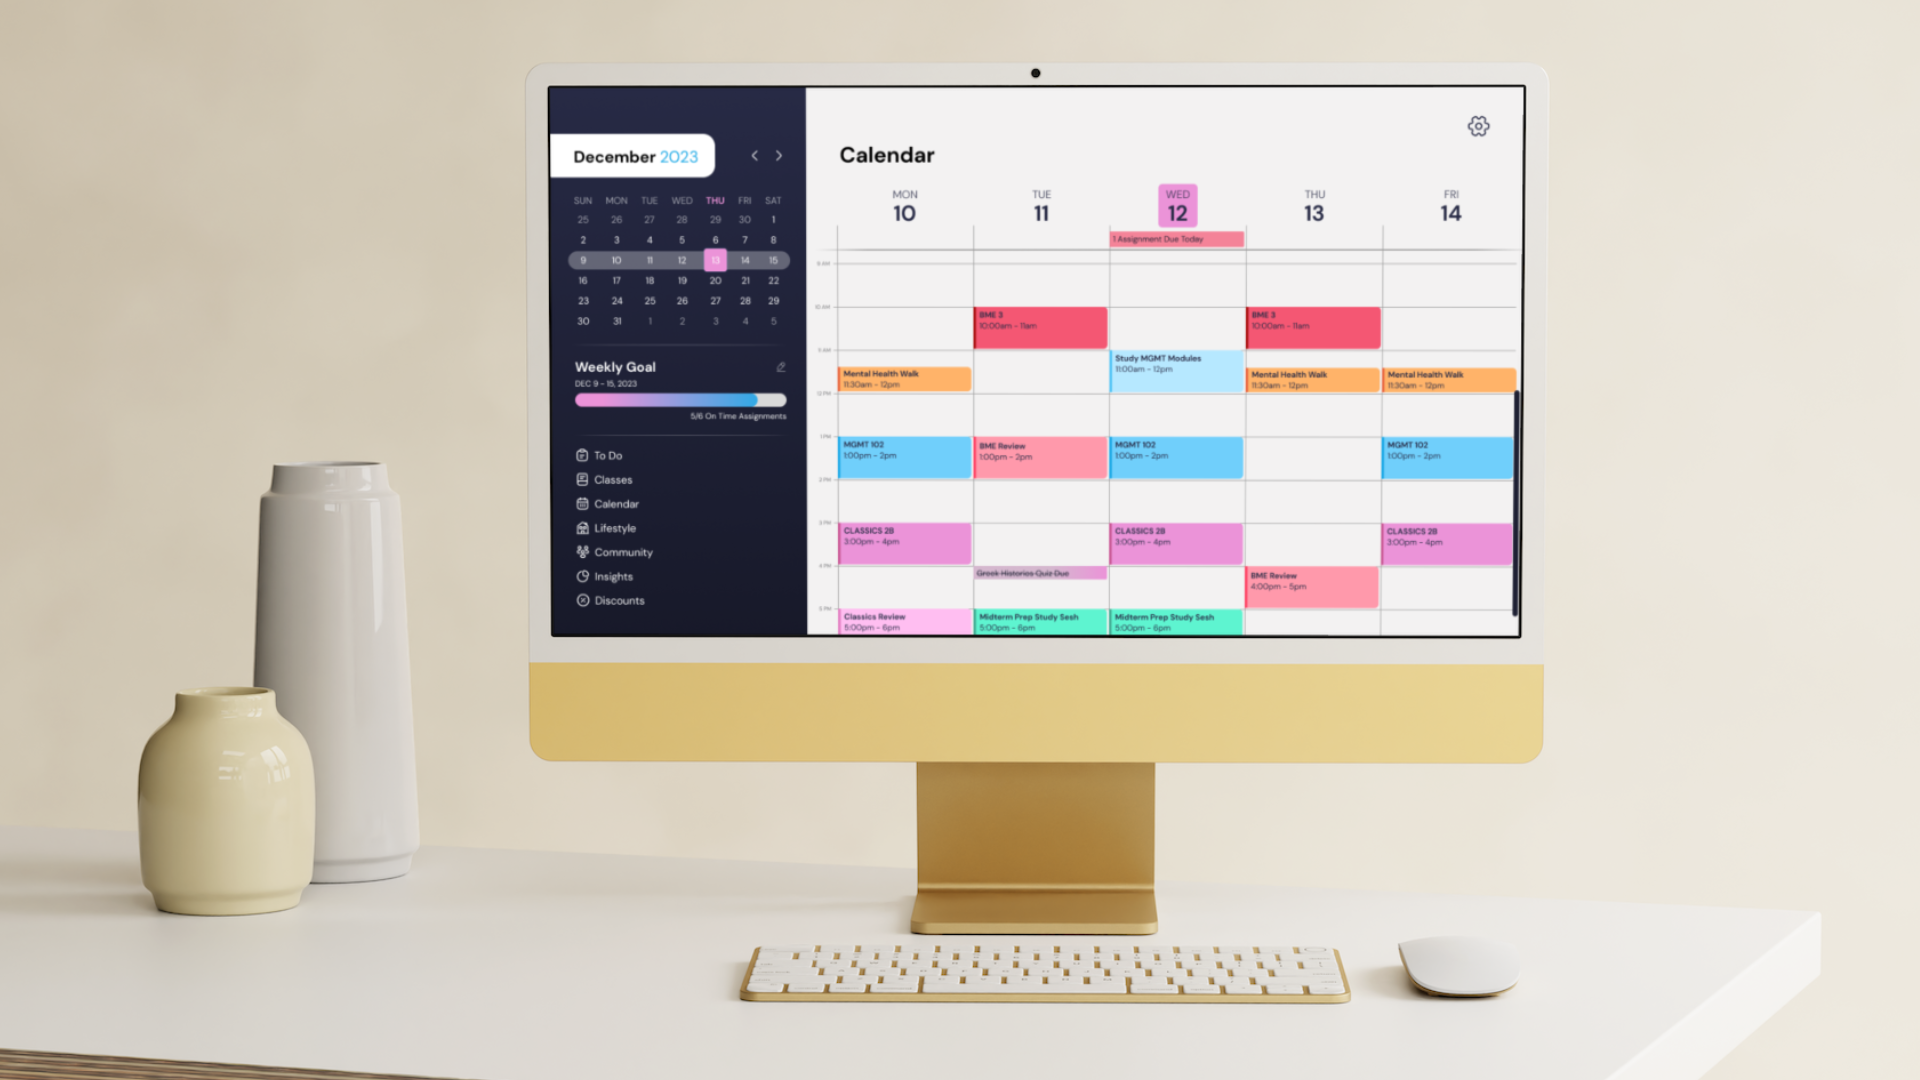 December 2023
SUN MON TUE WED THU FRI SAT
25 26 27 28 29 30 1
2 3 4 5 6 7 8
9 10 11 12 13 14 15
16 17 18 19 20 21 22
23 24 25 26 27 28 29
30 31 1 2 3 4 5
Weekly Goal
DEC 9 - 15, 2023
5/6 On Time Assignments
To Do
Classes
Calendar
Lifestyle
Community
Insights
Discounts
Calendar
MON TUE WED THU FRI
10 11 12 13 14
1 Assignment Due Today
9 AM
10 AM
BME 3
10:00am - 11am
BME 3
10:00am - 11am
Study MGMT Modules
11:00am - 12pm
Mental Health Walk
11:30am - 12pm
Mental Health Walk
11:30am - 12pm
Mental Health Walk
11:30am - 12pm
12 PM
1 PM
MGMT 102
1:00pm - 2pm
BME Review
1:00pm - 2pm
MGMT 102
1:00pm - 2pm
MGMT 102
1:00pm - 2pm
2 PM
3 PM
CLASSICS 2B
3:00pm - 4pm
CLASSICS 2B
3:00pm - 4pm
CLASSICS 2B
3:00pm - 4pm
4 PM
Greek Histories Quiz Due
BME Review
4:00pm - 5pm
5 PM
Classics Review
5:00pm - 6pm
Midterm Prep Study Sesh
5:00pm - 6pm
Midterm Prep Study Sesh
5:00pm - 6pm